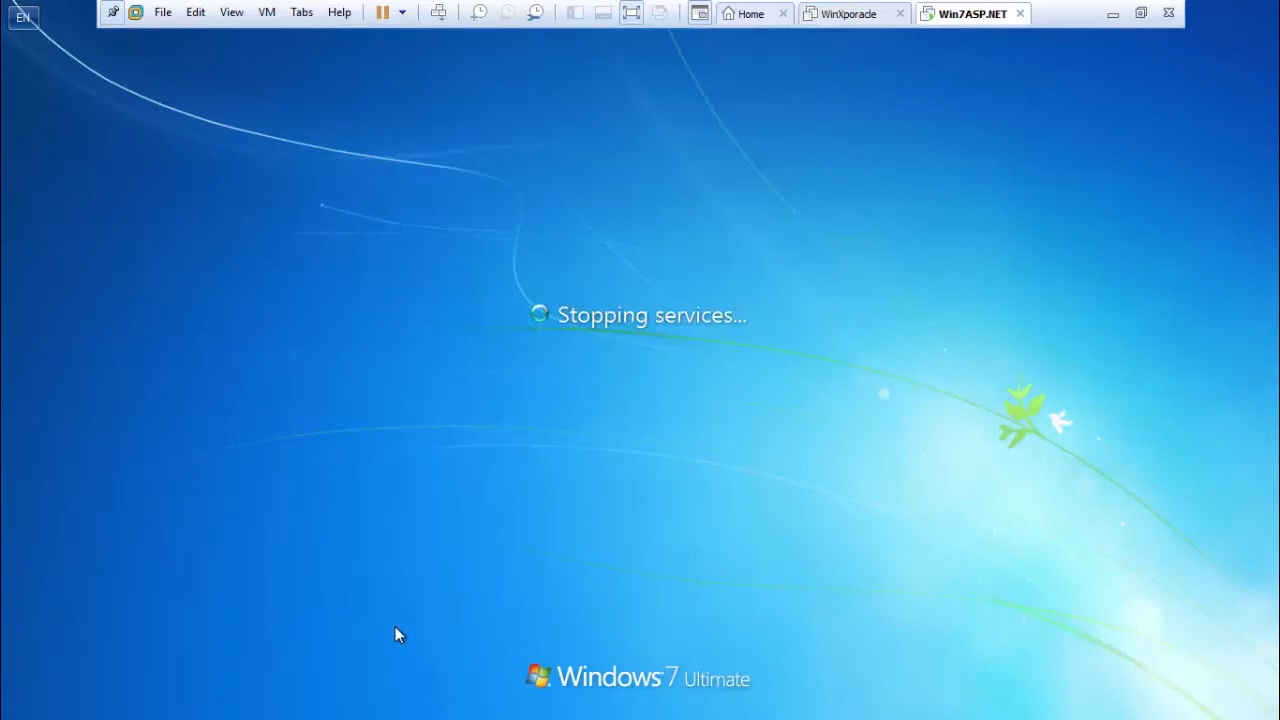 EN
File Edit View VM Tabs Help Home WinXporacle Win7ASP.NET
Stopping services...
Windows 7 Ultimate